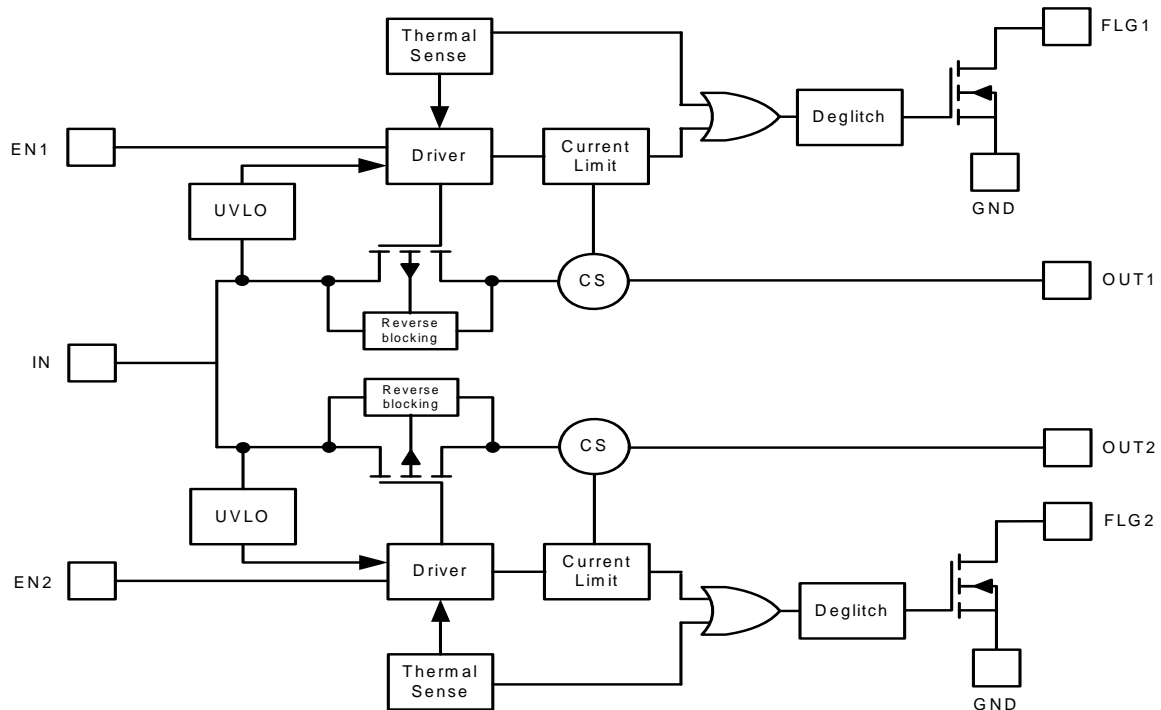 Thermal
Sense
FLG1
Deglitch
EN1
Driver
Current
Limit
UVLO
GND
CS
OUT1
Reverse
blocking
IN
Reverse
blocking
CS
OUT2
UVLO
FLG2
EN2
Driver
Current
Limit
Deglitch
Thermal
Sense
GND